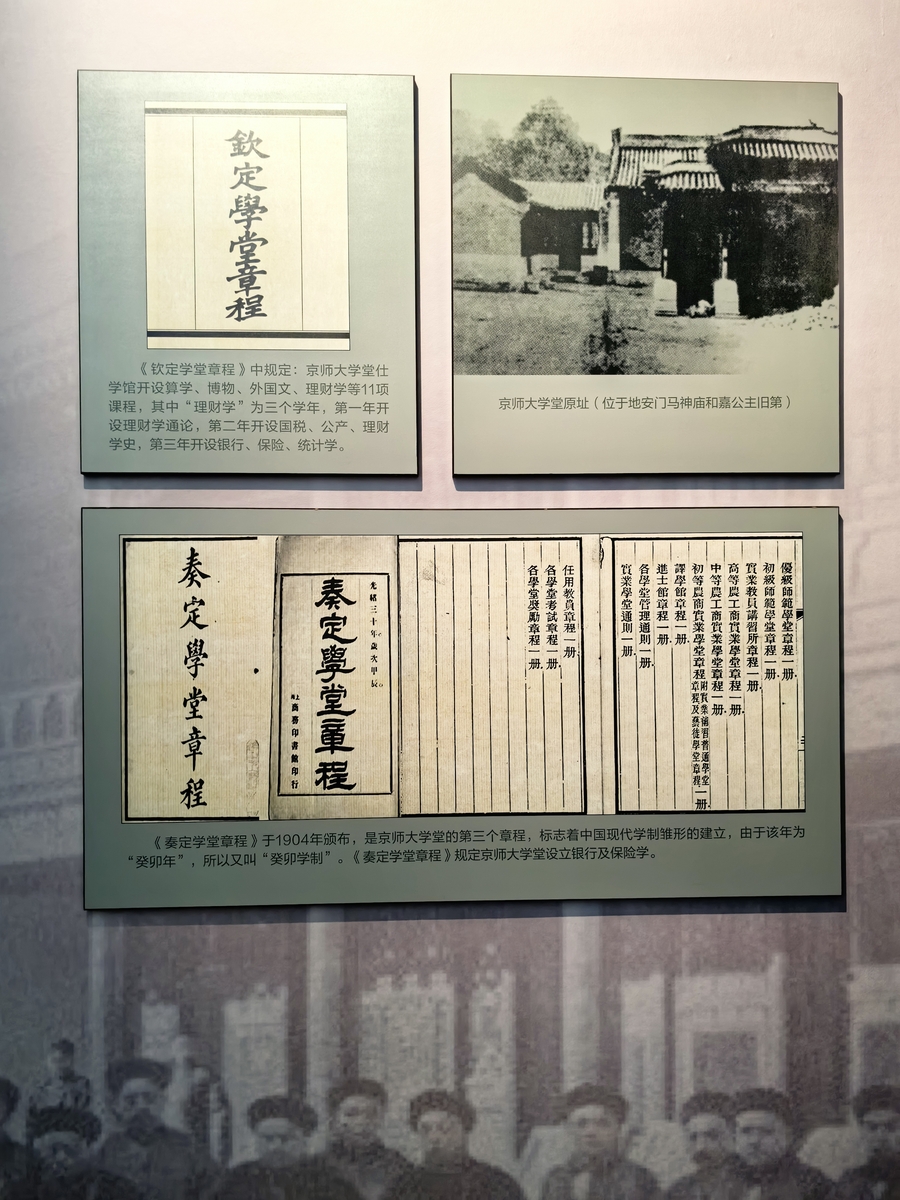 欽定學堂章程
《钦定学堂章程》中规定：京师大学堂仕
学馆开设算学、博物、外国文、理财学等11项
课程，其中“理财学”为三个学年，第一年开
设理财学通论，第二年开设国税、公产、理财
学史，第三年开设银行、保险、统计学。
京师大学堂原址（位于地安门马神庙和嘉公主旧第）
奏定學堂章程
光緒三十年歲次甲辰
奏定學堂章程
上海商務印書館印行
優級師範學堂章程一册
初級師範學堂章程一册
實業教員講習所章程一册
高等農工商實業學堂章程一册
中等農工商實業學堂章程一册
初等農商實業學堂章程附實業補習普通學堂章程及藝徒學堂章程一册
譯學館章程一册
進士館章程一册
各學堂管理通則一册
實業學堂通則一册
任用教員章程一册
各學堂考試章程一册
各學堂奬勵章程一册
《奏定学堂章程》于1904年颁布，是京师大学堂的第三个章程，标志着中国现代学制雏形的建立，由于该年为
“癸卯年”，所以又叫“癸卯学制”。《奏定学堂章程》规定京师大学堂设立银行及保险学。